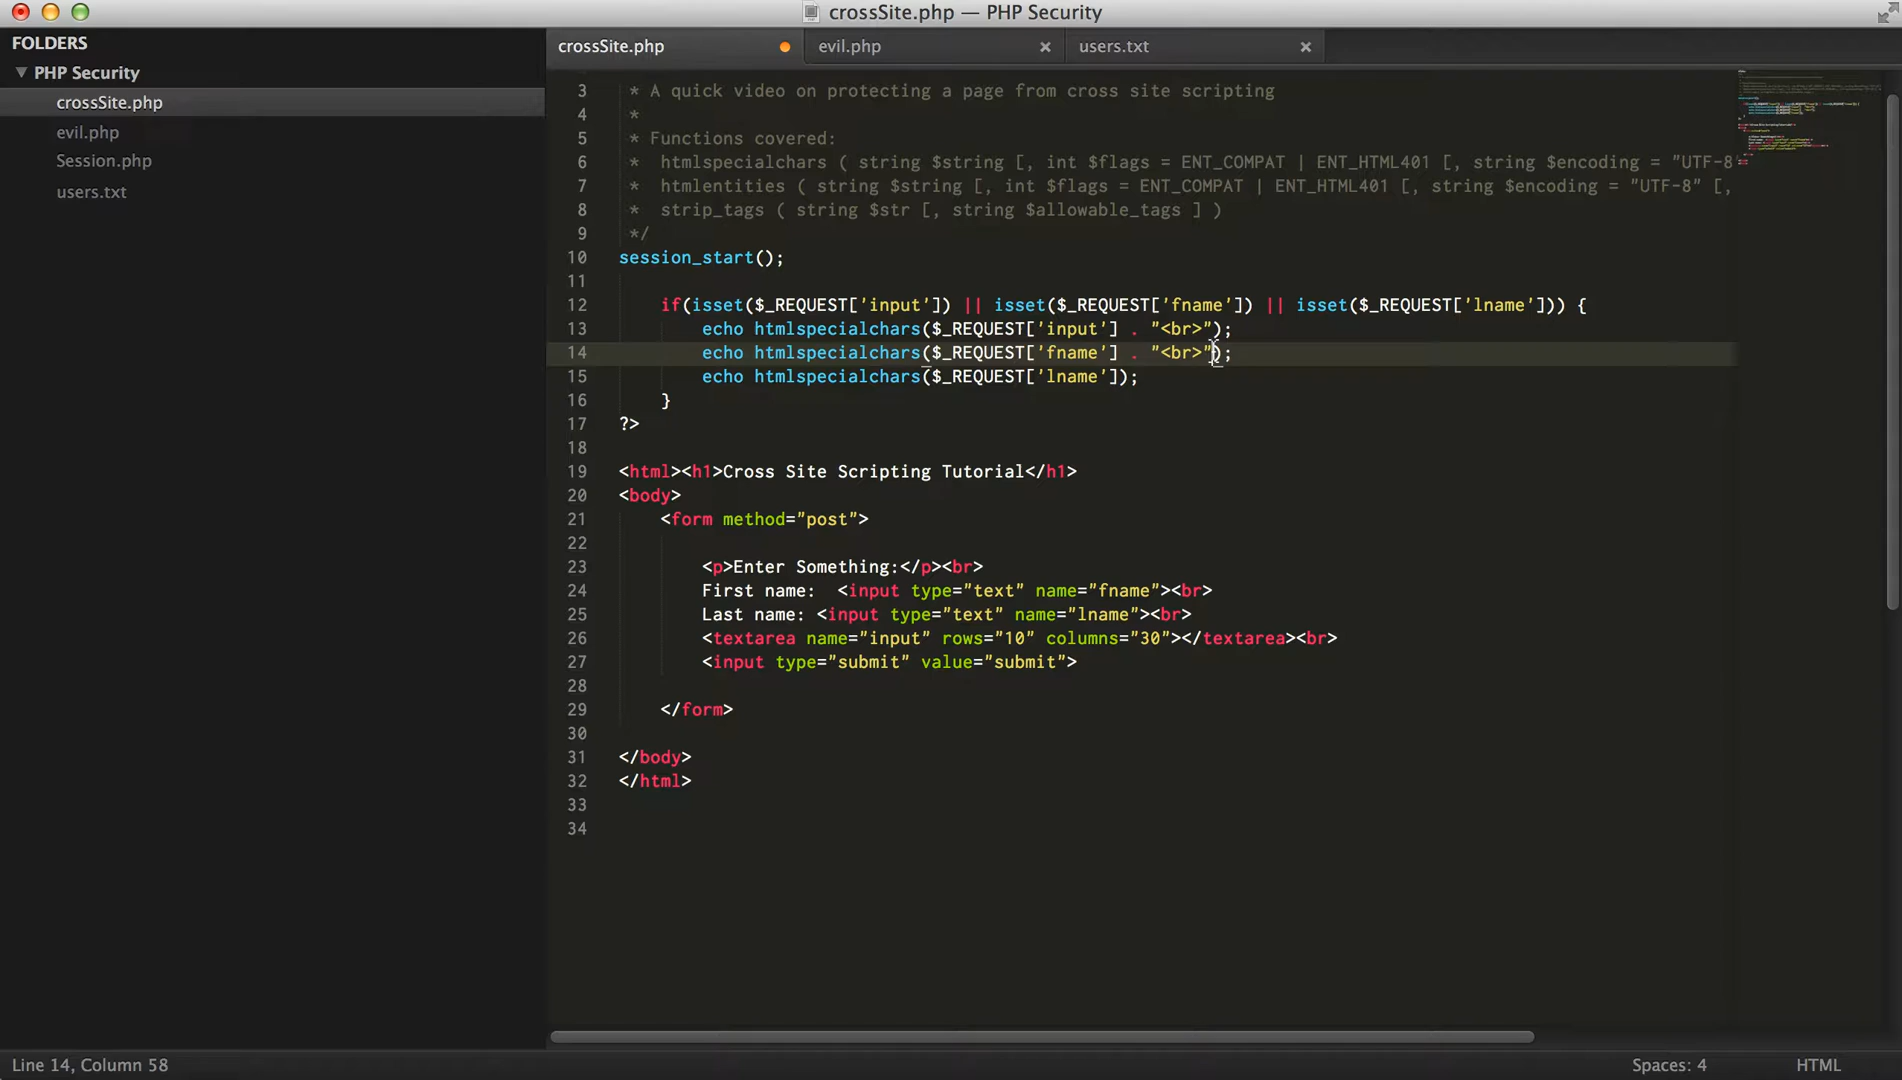 crossSite.php — PHP Security
FOLDERS
PHP Security
crossSite.php
evil.php
Session.php
users.txt
crossSite.php
evil.php
users.txt
3 * A quick video on protecting a page from cross site scripting
4 *
5 * Functions covered:
6 * htmlspecialchars ( string $string [, int $flags = ENT_COMPAT | ENT_HTML401 [, string $encoding = "UTF-8
7 * htmlentities ( string $string [, int $flags = ENT_COMPAT | ENT_HTML401 [, string $encoding = "UTF-8" [,
8 * strip_tags ( string $str [, string $allowable_tags ] )
9 */
10 session_start();
11
12 if(isset($_REQUEST['input']) || isset($_REQUEST['fname']) || isset($_REQUEST['lname'])) {
13 echo htmlspecialchars($_REQUEST['input'] . "<br>");
14 echo htmlspecialchars($_REQUEST['fname'] . "<br>");
15 echo htmlspecialchars($_REQUEST['lname']);
16 }
17 ?>
18
19 <html><h1>Cross Site Scripting Tutorial</h1>
20 <body>
21 <form method="post">
22
23 <p>Enter Something:</p><br>
24 First name:  <input type="text" name="fname"><br>
25 Last name: <input type="text" name="lname"><br>
26 <textarea name="input" rows="10" columns="30"></textarea><br>
27 <input type="submit" value="submit">
28
29 </form>
30
31 </body>
32 </html>
33
34
Line 14, Column 58
Spaces: 4
HTML